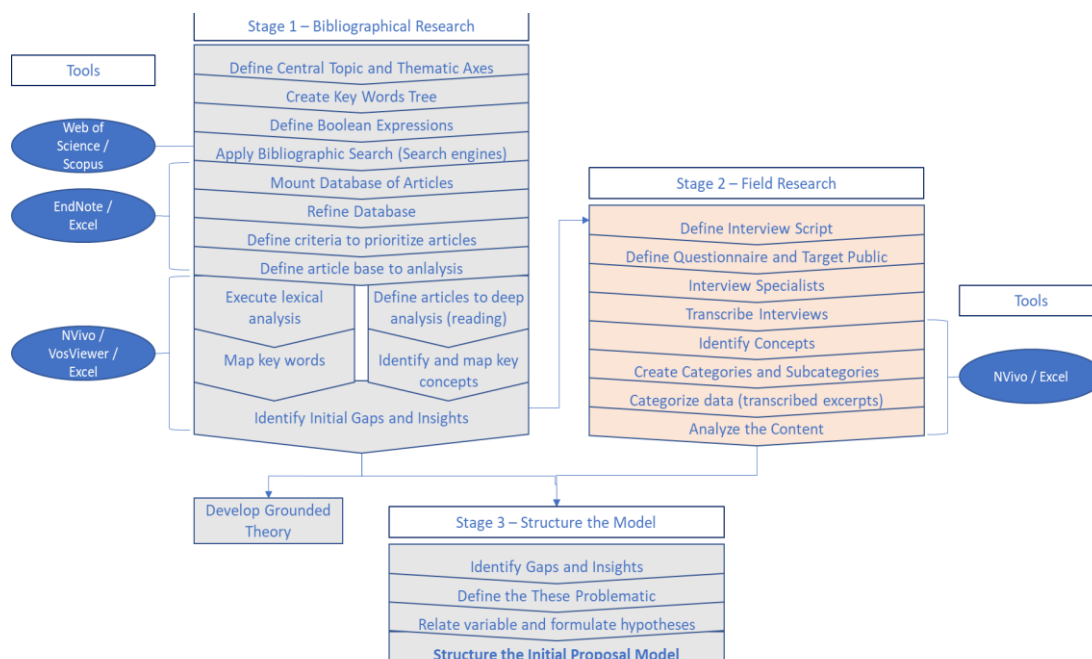 Stage 1 – Bibliographical Research
Tools
Define Central Topic and Thematic Axes
Create Key Words Tree
Define Boolean Expressions
Apply Bibliographic Search (Search engines)
Mount Database of Articles
Refine Database
Define criteria to prioritize articles
Define article base to anlalysis
Execute lexical
analysis
Define articles to deep
analysis (reading)
Map key words
Identify and map key
concepts
Identify Initial Gaps and Insights
Web of
Science /
Scopus
EndNote /
Excel
NVivo /
VosViewer /
Excel
Stage 2 – Field Research
Define Interview Script
Define Questionnaire and Target Public
Interview Specialists
Transcribe Interviews
Identify Concepts
Create Categories and Subcategories
Categorize data (transcribed excerpts)
Analyze the Content
Tools
NVivo / Excel
Develop Grounded
Theory
Stage 3 – Structure the Model
Identify Gaps and Insights
Define the These Problematic
Relate variable and formulate hypotheses
Structure the Initial Proposal Model